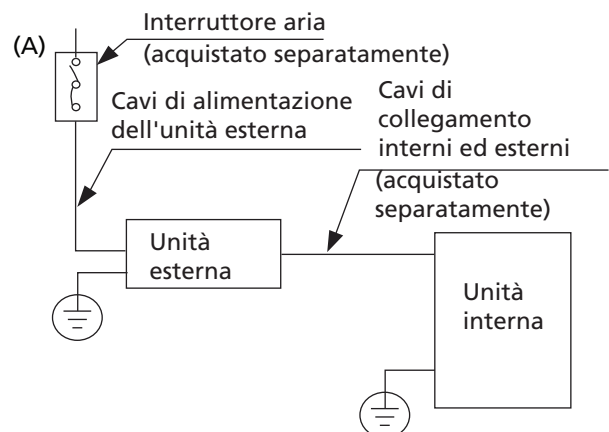 (A)
Interruttore aria
(acquistato separatamente)
Cavi di alimentazione
dell'unità esterna
Cavi di
collegamento
interni ed esterni
(acquistato
separatamente)
Unità
esterna
Unità
interna